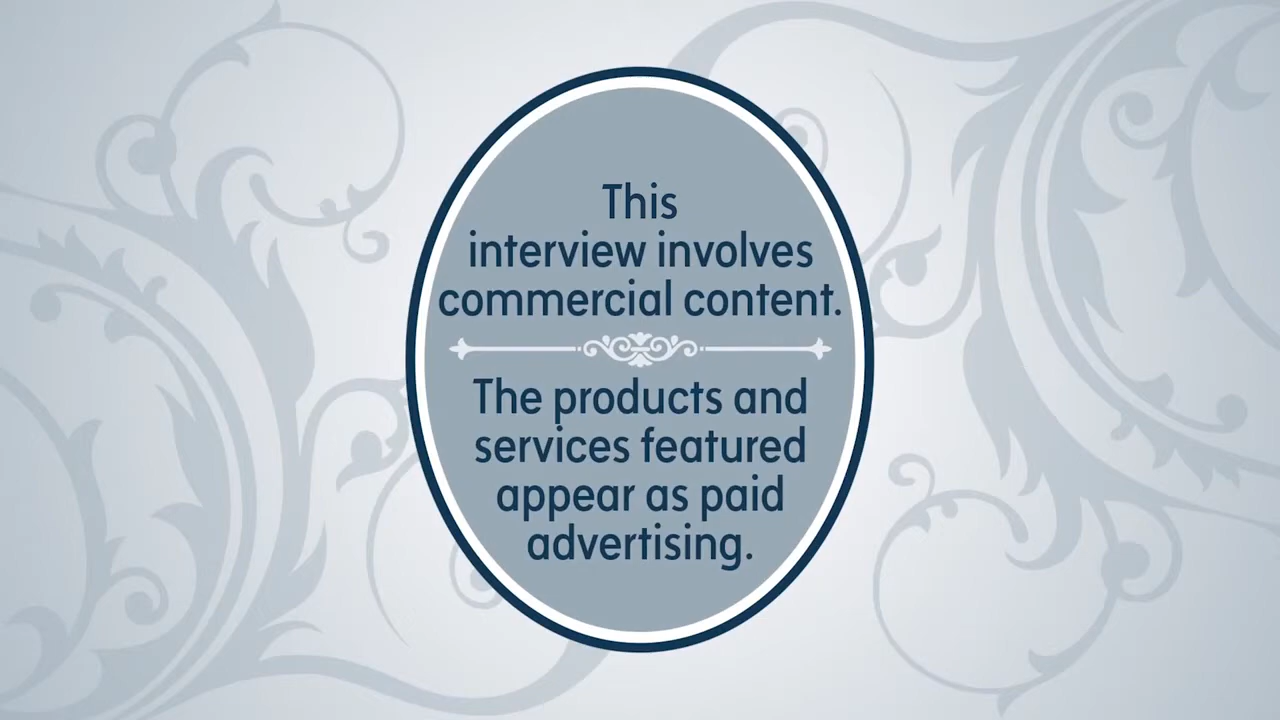 This
interview involves
commercial content.
The products and
services featured
appear as paid
advertising.